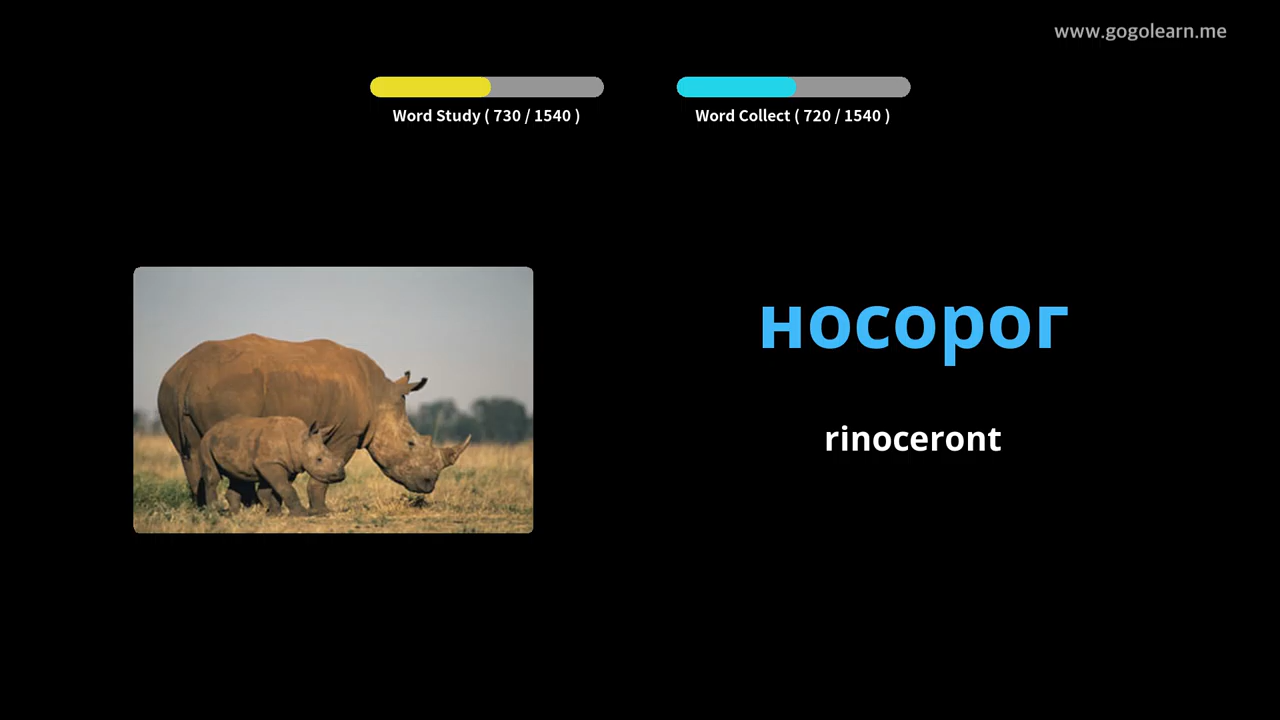 www.gogolearn.me
Word Study ( 730 / 1540 )
Word Collect ( 720 / 1540 )
носорог
rinoceront